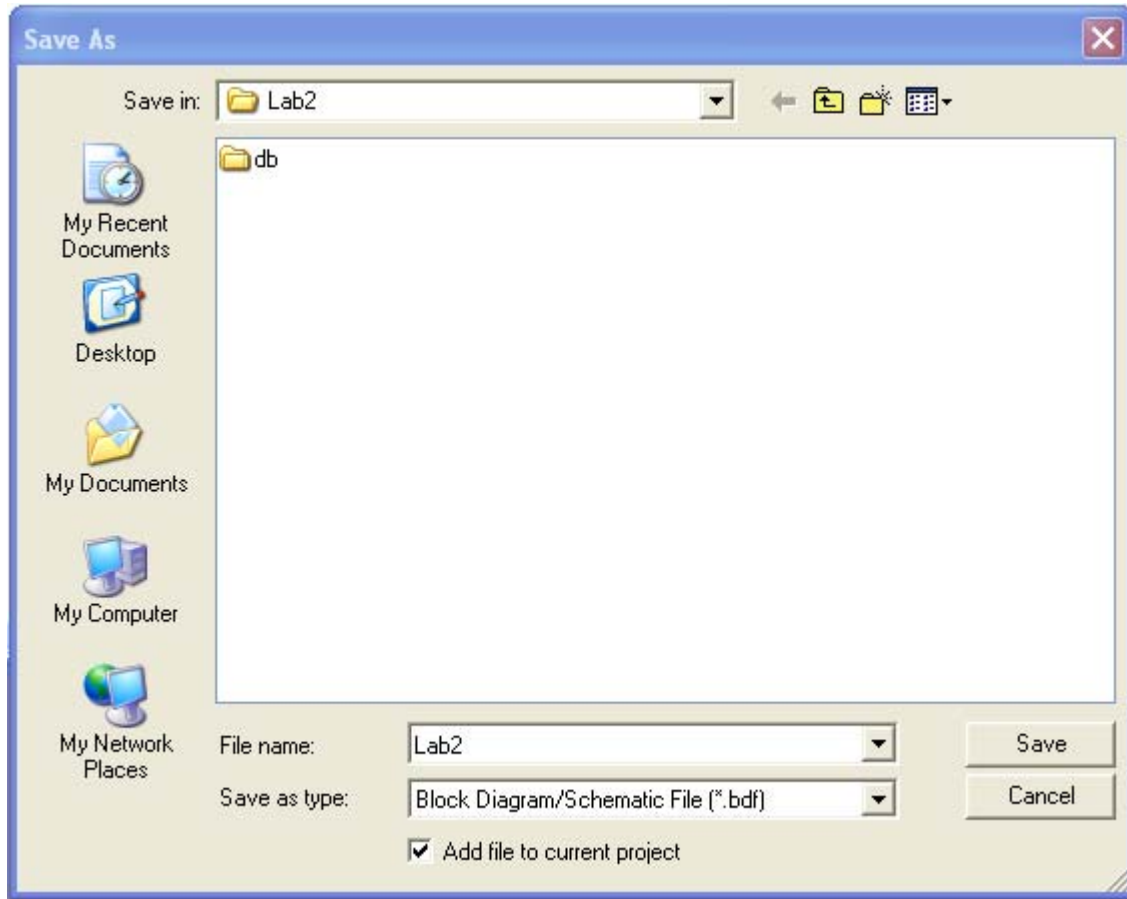 Save As
Save in:
Lab2
db
My Recent
Documents
Desktop
My Documents
My Computer
My Network
Places
File name:
Lab2
Save
Save as type:
Block Diagram/Schematic File (*.bdf)
Cancel
Add file to current project